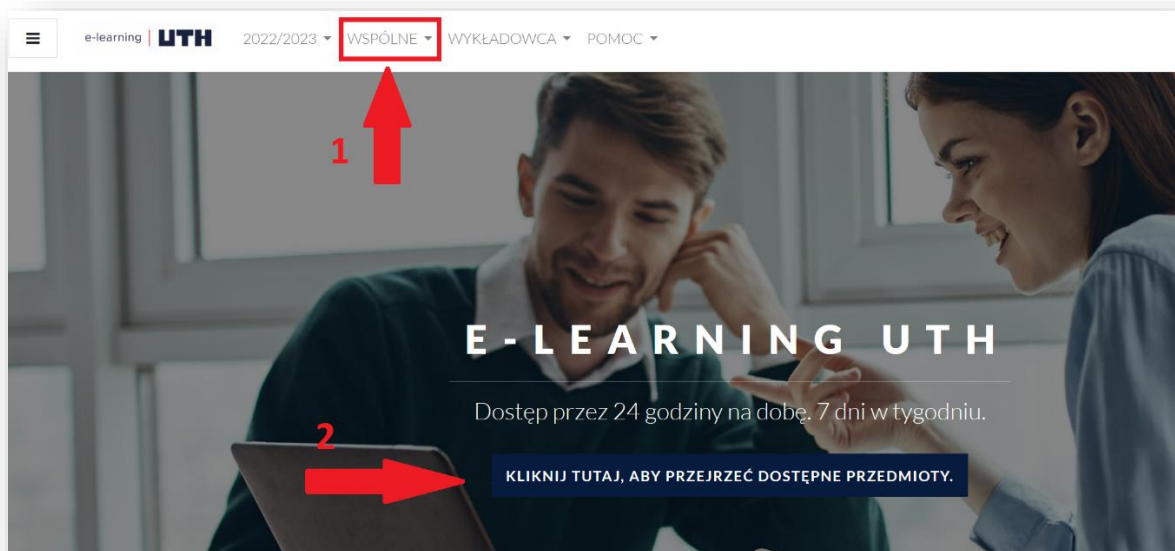 e-learning | UTH 2022/2023 WSPÓLNE WYKŁADOWCA POMOC
1
E-LEARNING UTH
Dostęp przez 24 godziny na dobę. 7 dni w tygodniu.
2
KLIKNIJ TUTAJ, ABY PRZEJRZEĆ DOSTĘPNE PRZEDMIOTY.